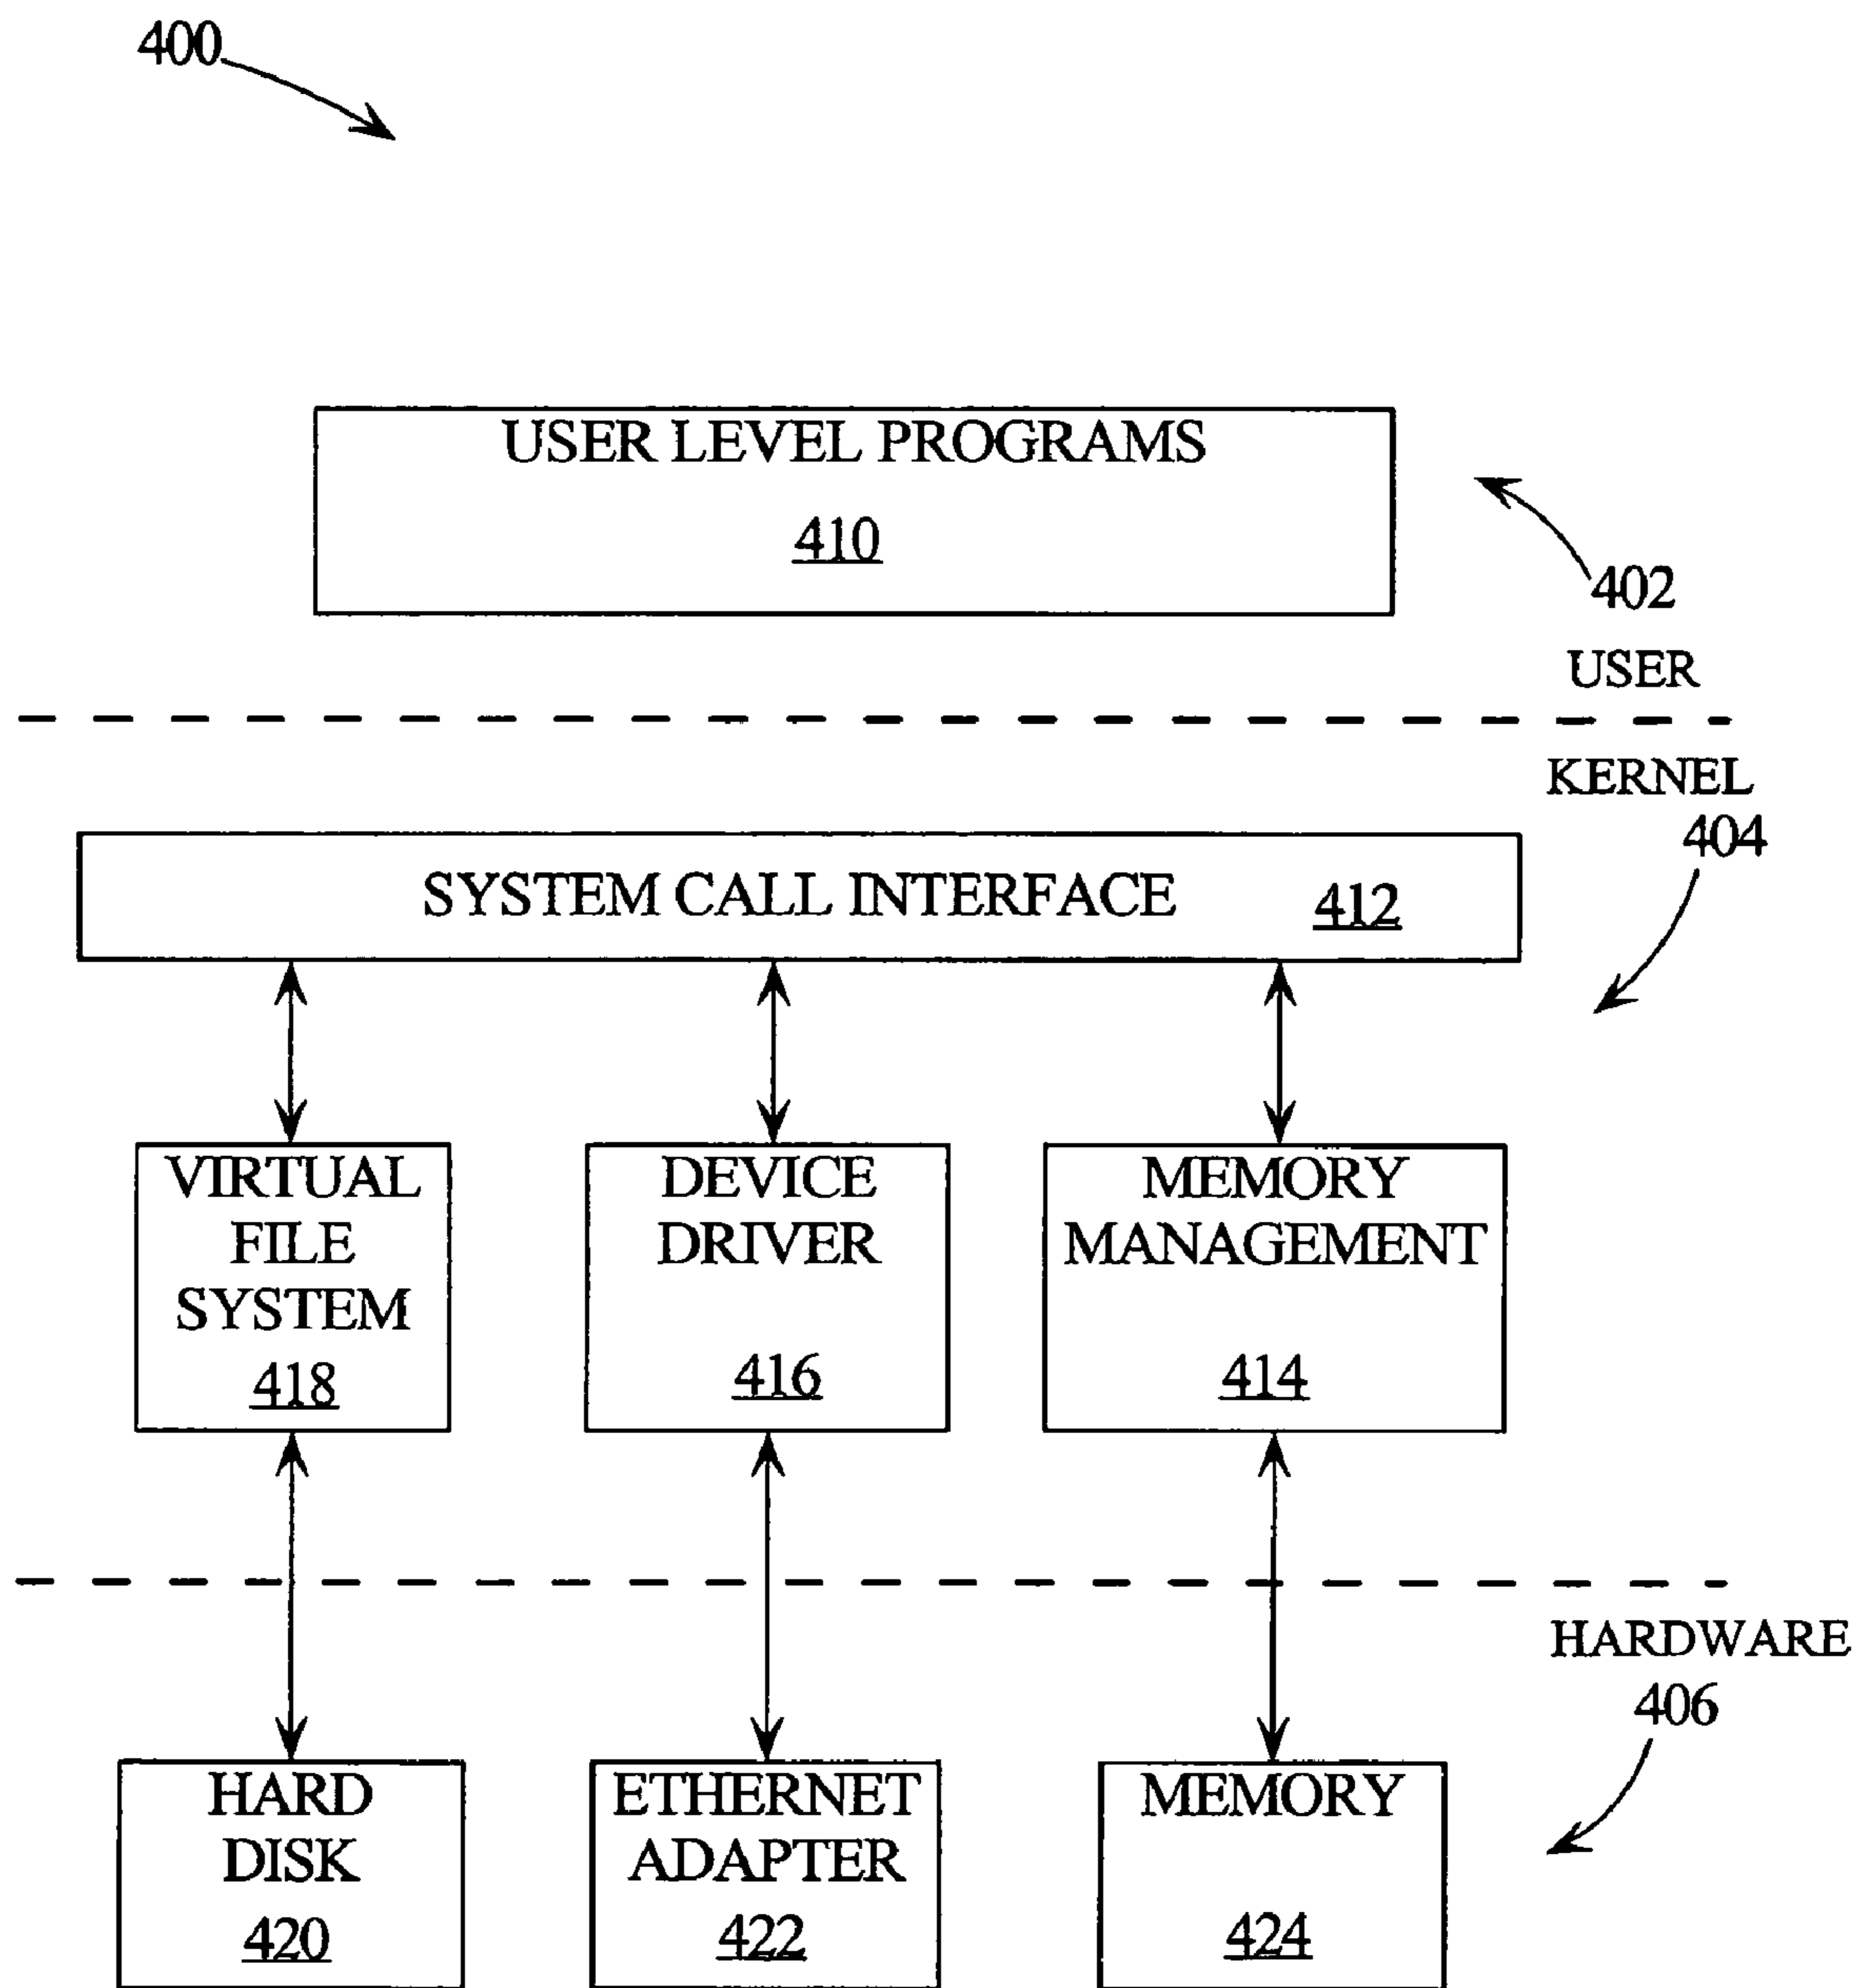 400
USER LEVEL PROGRAMS
410
402
USER
KERNEL
404
SYSTEM CALL INTERFACE 412
VIRTUAL
FILE
SYSTEM
418
DEVICE
DRIVER
416
MEMORY
MANAGEMENT
414
HARDWARE
406
HARD
DISK
420
ETHERNET
ADAPTER
422
MEMORY
424